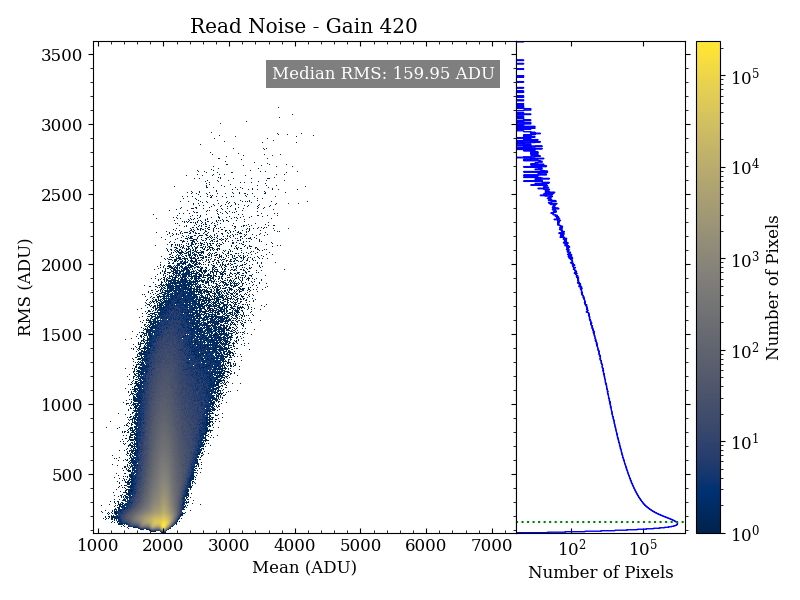 Read Noise - Gain 420
Median RMS: 159.95 ADU
RMS (ADU)
3500
3000
2500
2000
1500
1000
500
1000 2000 3000 4000 5000 6000 7000
Mean (ADU)
10² 10⁵
Number of Pixels
10⁵
10⁴
10³
10²
10¹
10⁰
Number of Pixels